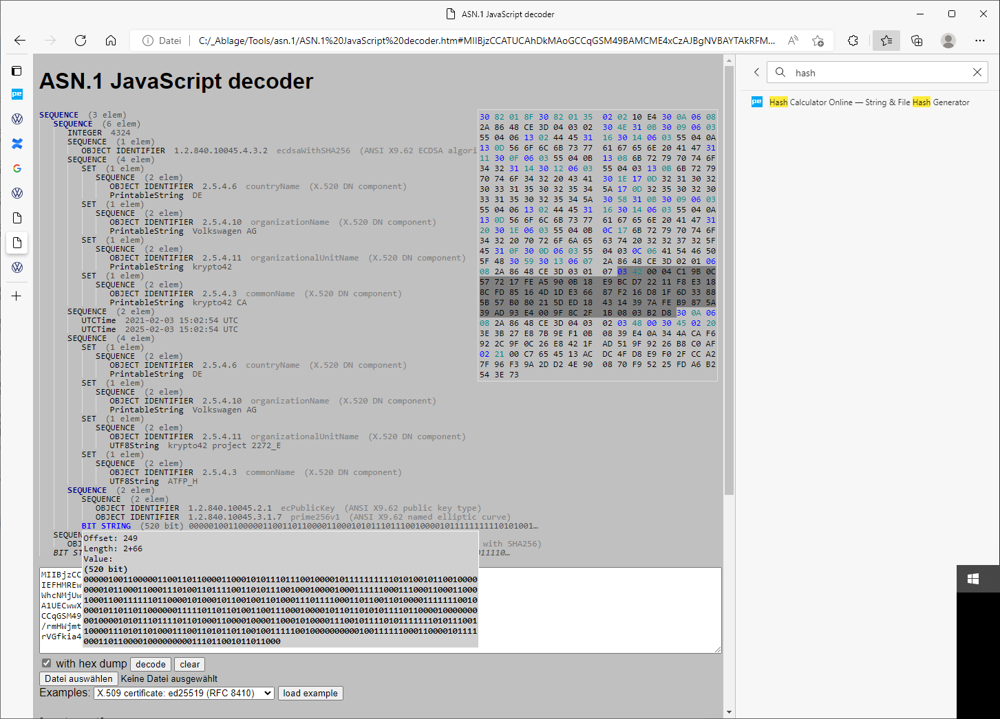 ASN.1 JavaScript decoder
Datei
C:/_Ablage/Tools/asn.1/ASN.1%20JavaScript%20decoder.htm#MIIBjzCCATUCAhDkMAoGCCqGSM49BAMCME4xCzAJBgNVBAYTAkRFM...
hash
Hash Calculator Online — String & File Hash Generator
ASN.1 JavaScript decoder
SEQUENCE (3 elem)
SEQUENCE (6 elem)
INTEGER 4324
SEQUENCE (1 elem)
OBJECT IDENTIFIER 1.2.840.10045.4.3.2 ecdsaWithSHA256 (ANSI X9.62 ECDSA algori
SEQUENCE (4 elem)
SET (1 elem)
SEQUENCE (2 elem)
OBJECT IDENTIFIER 2.5.4.6 countryName (X.520 DN component)
PrintableString DE
SET (1 elem)
SEQUENCE (2 elem)
OBJECT IDENTIFIER 2.5.4.10 organizationName (X.520 DN component)
PrintableString Volkswagen AG
SET (1 elem)
SEQUENCE (2 elem)
OBJECT IDENTIFIER 2.5.4.11 organizationalUnitName (X.520 DN component)
PrintableString krypto42
SET (1 elem)
SEQUENCE (2 elem)
OBJECT IDENTIFIER 2.5.4.3 commonName (X.520 DN component)
PrintableString krypto42 CA
SEQUENCE (2 elem)
UTCTime 2021-02-03 15:02:54 UTC
UTCTime 2025-02-03 15:02:54 UTC
SEQUENCE (4 elem)
SET (1 elem)
SEQUENCE (2 elem)
OBJECT IDENTIFIER 2.5.4.6 countryName (X.520 DN component)
PrintableString DE
SET (1 elem)
SEQUENCE (2 elem)
OBJECT IDENTIFIER 2.5.4.10 organizationName (X.520 DN component)
PrintableString Volkswagen AG
SET (1 elem)
SEQUENCE (2 elem)
OBJECT IDENTIFIER 2.5.4.11 organizationalUnitName (X.520 DN component)
UTF8String krypto42 project 2272_E
SET (1 elem)
SEQUENCE (2 elem)
OBJECT IDENTIFIER 2.5.4.3 commonName (X.520 DN component)
UTF8String ATFP_H
SEQUENCE (2 elem)
SEQUENCE (2 elem)
OBJECT IDENTIFIER 1.2.840.10045.2.1 ecPublicKey (ANSI X9.62 public key type)
OBJECT IDENTIFIER 1.2.840.10045.3.1.7 prime256v1 (ANSI X9.62 named elliptic curve)
BIT STRING (520 bit)
SEQUEN
OBJ
with SHA256)
BIT ST
30 82 01 8F 30 82 01 35 02 02 10 E4 30 0A 06 08
2A 86 48 CE 3D 04 03 02 30 4E 31 0B 30 09 06 03
55 04 06 13 02 44 45 31 16 30 14 06 03 55 04 0A
13 0D 56 6F 6C 6B 73 77 61 67 65 6E 20 41 47 31
11 30 0F 06 03 55 04 0B 13 08 6B 72 79 70 74 6F
34 32 31 14 30 12 06 03 55 04 03 13 0B 6B 72 79
70 74 6F 34 32 20 43 41 30 1E 17 0D 32 31 30 32
30 33 31 35 30 32 35 34 5A 17 0D 32 35 30 32 30
33 31 35 30 32 35 34 5A 30 58 31 0B 30 09 06 03
55 04 06 13 02 44 45 31 16 30 14 06 03 55 04 0A
13 0D 56 6F 6C 6B 73 77 61 67 65 6E 20 41 47 31
20 30 1E 06 03 55 04 0B 0C 17 6B 72 79 70 74 6F
34 32 20 70 72 6F 6A 65 63 74 20 32 32 37 32 5F
45 31 0F 30 0D 06 03 55 04 03 0C 06 41 54 46 50
5F 48 30 59 30 13 06 07 2A 86 48 CE 3D 02 01 06
08 2A 86 48 CE 3D 03 01 07 03 42 00 04 C1 9B 0C
57 72 17 FE A5 90 0B 18 E9 BC D7 22 11 F8 E3 18
8C FD 85 16 4D 1D E3 66 87 F2 16 D8 1F 6D 33 88
5B 57 B0 80 21 5D ED 18 43 14 39 7A FE B9 87 5A
39 AD 93 E4 00 9F 8C 2F 1B 08 03 B2 D8 30 0A 06
08 2A 86 48 CE 3D 04 03 02 03 48 00 30 45 02 20
3E 3B 27 E8 7B 9E F1 0B 08 39 E4 0A 34 4A CA F6
92 2C 9F 0C 26 E8 42 1F AD 51 9F 92 26 B8 C0 AF
02 21 00 C7 65 45 13 AC DC 4F D8 E9 F0 2F CC A2
7F 96 F3 9A 2D D2 4E 90 08 70 F9 52 25 FD A6 B2
54 3E 73
Offset: 249
Length: 2+66
Value:
(520 bit)
MIIBjzCC
IEFHMREw
WhcNMjUw
A1UECwwX
CCqGSM49
/rmHWjmt
rVGfkia4
with hex dump
decode
clear
Datei auswählen
Keine Datei ausgewählt
Examples:
X.509 certificate: ed25519 (RFC 8410)
load example